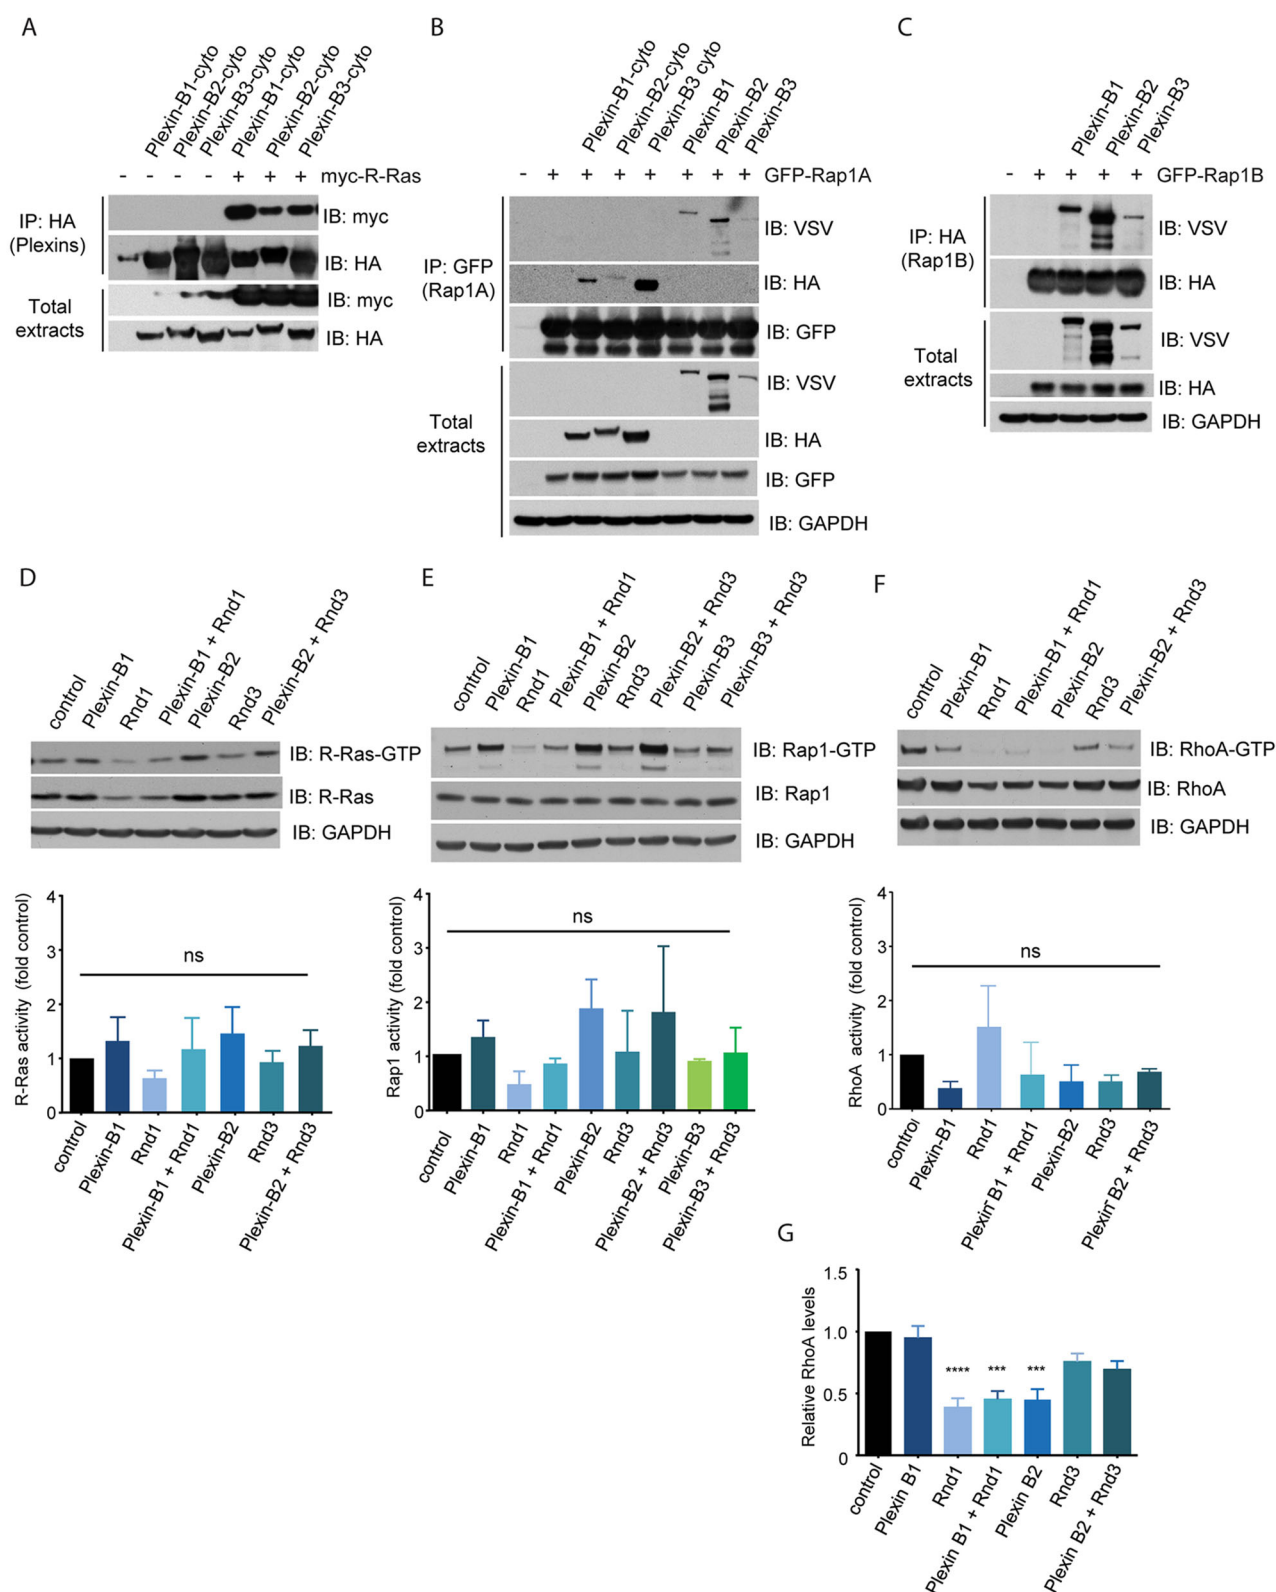 A
Plexin-B1-cyto
Plexin-B2-cyto
Plexin-B3-cyto
Plexin-B1-cyto
Plexin-B2-cyto
Plexin-B3-cyto
- - - - + + + myc-R-Ras
IP: HA
(Plexins)
IB: myc
IB: HA
Total
extracts
IB: myc
IB: HA
B
Plexin-B1-cyto
Plexin-B2-cyto
Plexin-B3 cyto
Plexin-B1
Plexin-B2
Plexin-B3
- + + + + + + + GFP-Rap1A
IP: GFP
(Rap1A)
IB: VSV
IB: HA
IB: GFP
Total
extracts
IB: VSV
IB: HA
IB: GFP
IB: GAPDH
C
Plexin-B1
Plexin-B2
Plexin-B3
- + + + + GFP-Rap1B
IP: HA
(Rap1B)
IB: VSV
IB: HA
Total
extracts
IB: VSV
IB: HA
IB: GAPDH
D
control
Plexin-B1
Rnd1
Plexin-B1 + Rnd1
Plexin-B2
Rnd3
Plexin-B2 + Rnd3
IB: R-Ras-GTP
IB: R-Ras
IB: GAPDH
R-Ras activity (fold control)
4
3
2
1
0
ns
control
Plexin-B1
Rnd1
Plexin-B1 + Rnd1
Plexin-B2
Rnd3
Plexin-B2 + Rnd3
E
control
Plexin-B1
Rnd1
Plexin-B1 + Rnd1
Plexin-B2
Rnd3
Plexin-B2 + Rnd3
Plexin-B3
Plexin-B3 + Rnd3
IB: Rap1-GTP
IB: Rap1
IB: GAPDH
Rap1 activity (fold control)
4
3
2
1
0
ns
control
Plexin-B1
Rnd1
Plexin-B1 + Rnd1
Plexin-B2
Rnd3
Plexin-B2 + Rnd3
Plexin-B3
Plexin-B3 + Rnd3
F
control
Plexin-B1
Rnd1
Plexin-B1 + Rnd1
Plexin-B2
Rnd3
Plexin-B2 + Rnd3
IB: RhoA-GTP
IB: RhoA
IB: GAPDH
RhoA activity (fold control)
4
3
2
1
0
ns
control
Plexin-B1
Rnd1
Plexin-B1 + Rnd1
Plexin-B2
Rnd3
Plexin-B2 + Rnd3
G
Relative RhoA levels
1.5
1.0
0.5
0
**** *** ***
control
Plexin B1
Rnd1
Plexin B1 + Rnd1
Plexin B2
Rnd3
Plexin B2 + Rnd3